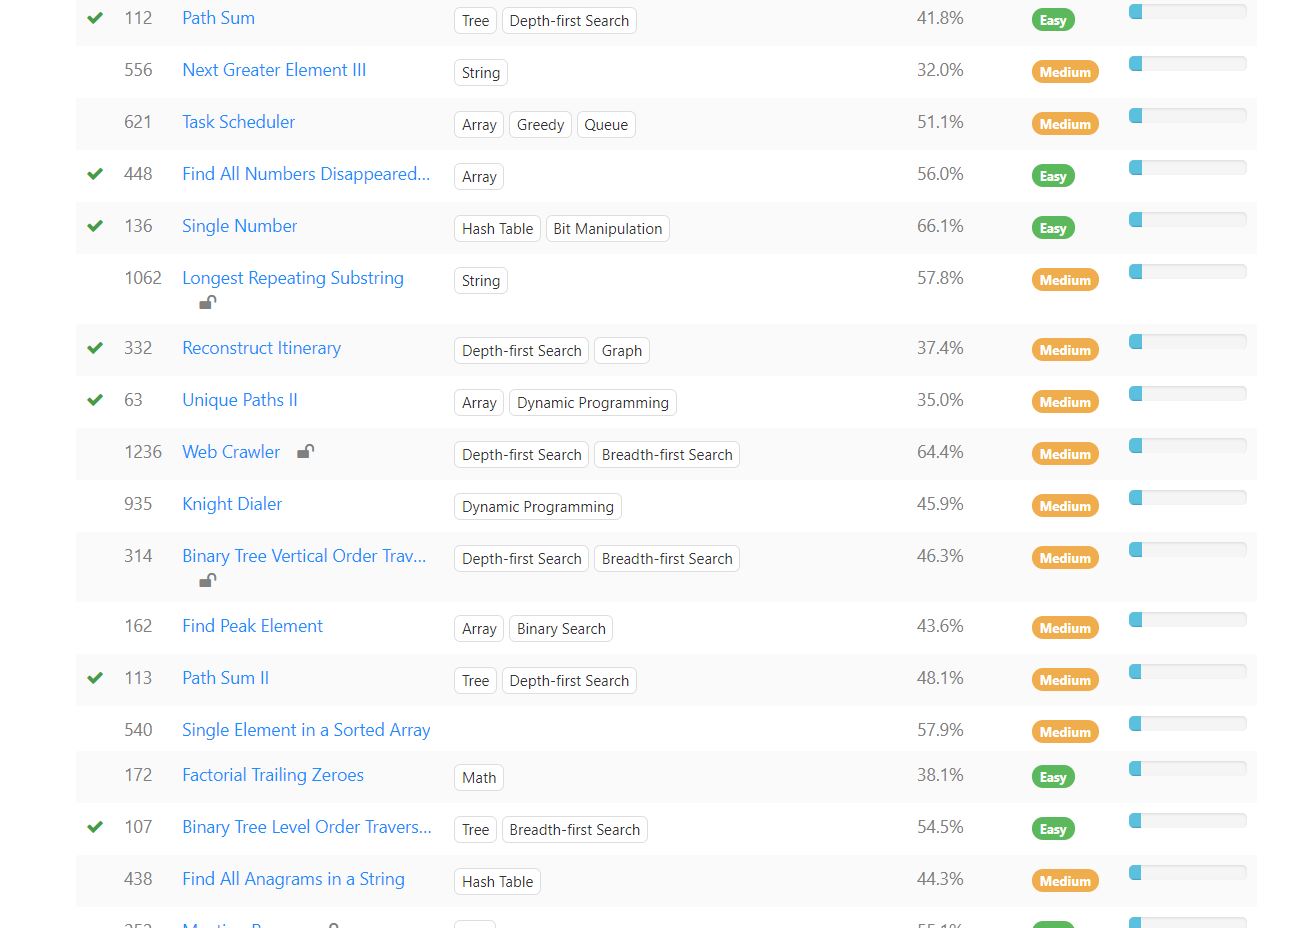 112 Path Sum Tree Depth-first Search 41.8% Easy
556 Next Greater Element III String 32.0% Medium
621 Task Scheduler Array Greedy Queue 51.1% Medium
448 Find All Numbers Disappeared... Array 56.0% Easy
136 Single Number Hash Table Bit Manipulation 66.1% Easy
1062 Longest Repeating Substring String 57.8% Medium
332 Reconstruct Itinerary Depth-first Search Graph 37.4% Medium
63 Unique Paths II Array Dynamic Programming 35.0% Medium
1236 Web Crawler Depth-first Search Breadth-first Search 64.4% Medium
935 Knight Dialer Dynamic Programming 45.9% Medium
314 Binary Tree Vertical Order Trav... Depth-first Search Breadth-first Search 46.3% Medium
162 Find Peak Element Array Binary Search 43.6% Medium
113 Path Sum II Tree Depth-first Search 48.1% Medium
540 Single Element in a Sorted Array 57.9% Medium
172 Factorial Trailing Zeroes Math 38.1% Easy
107 Binary Tree Level Order Travers... Tree Breadth-first Search 54.5% Easy
438 Find All Anagrams in a String Hash Table 44.3% Medium